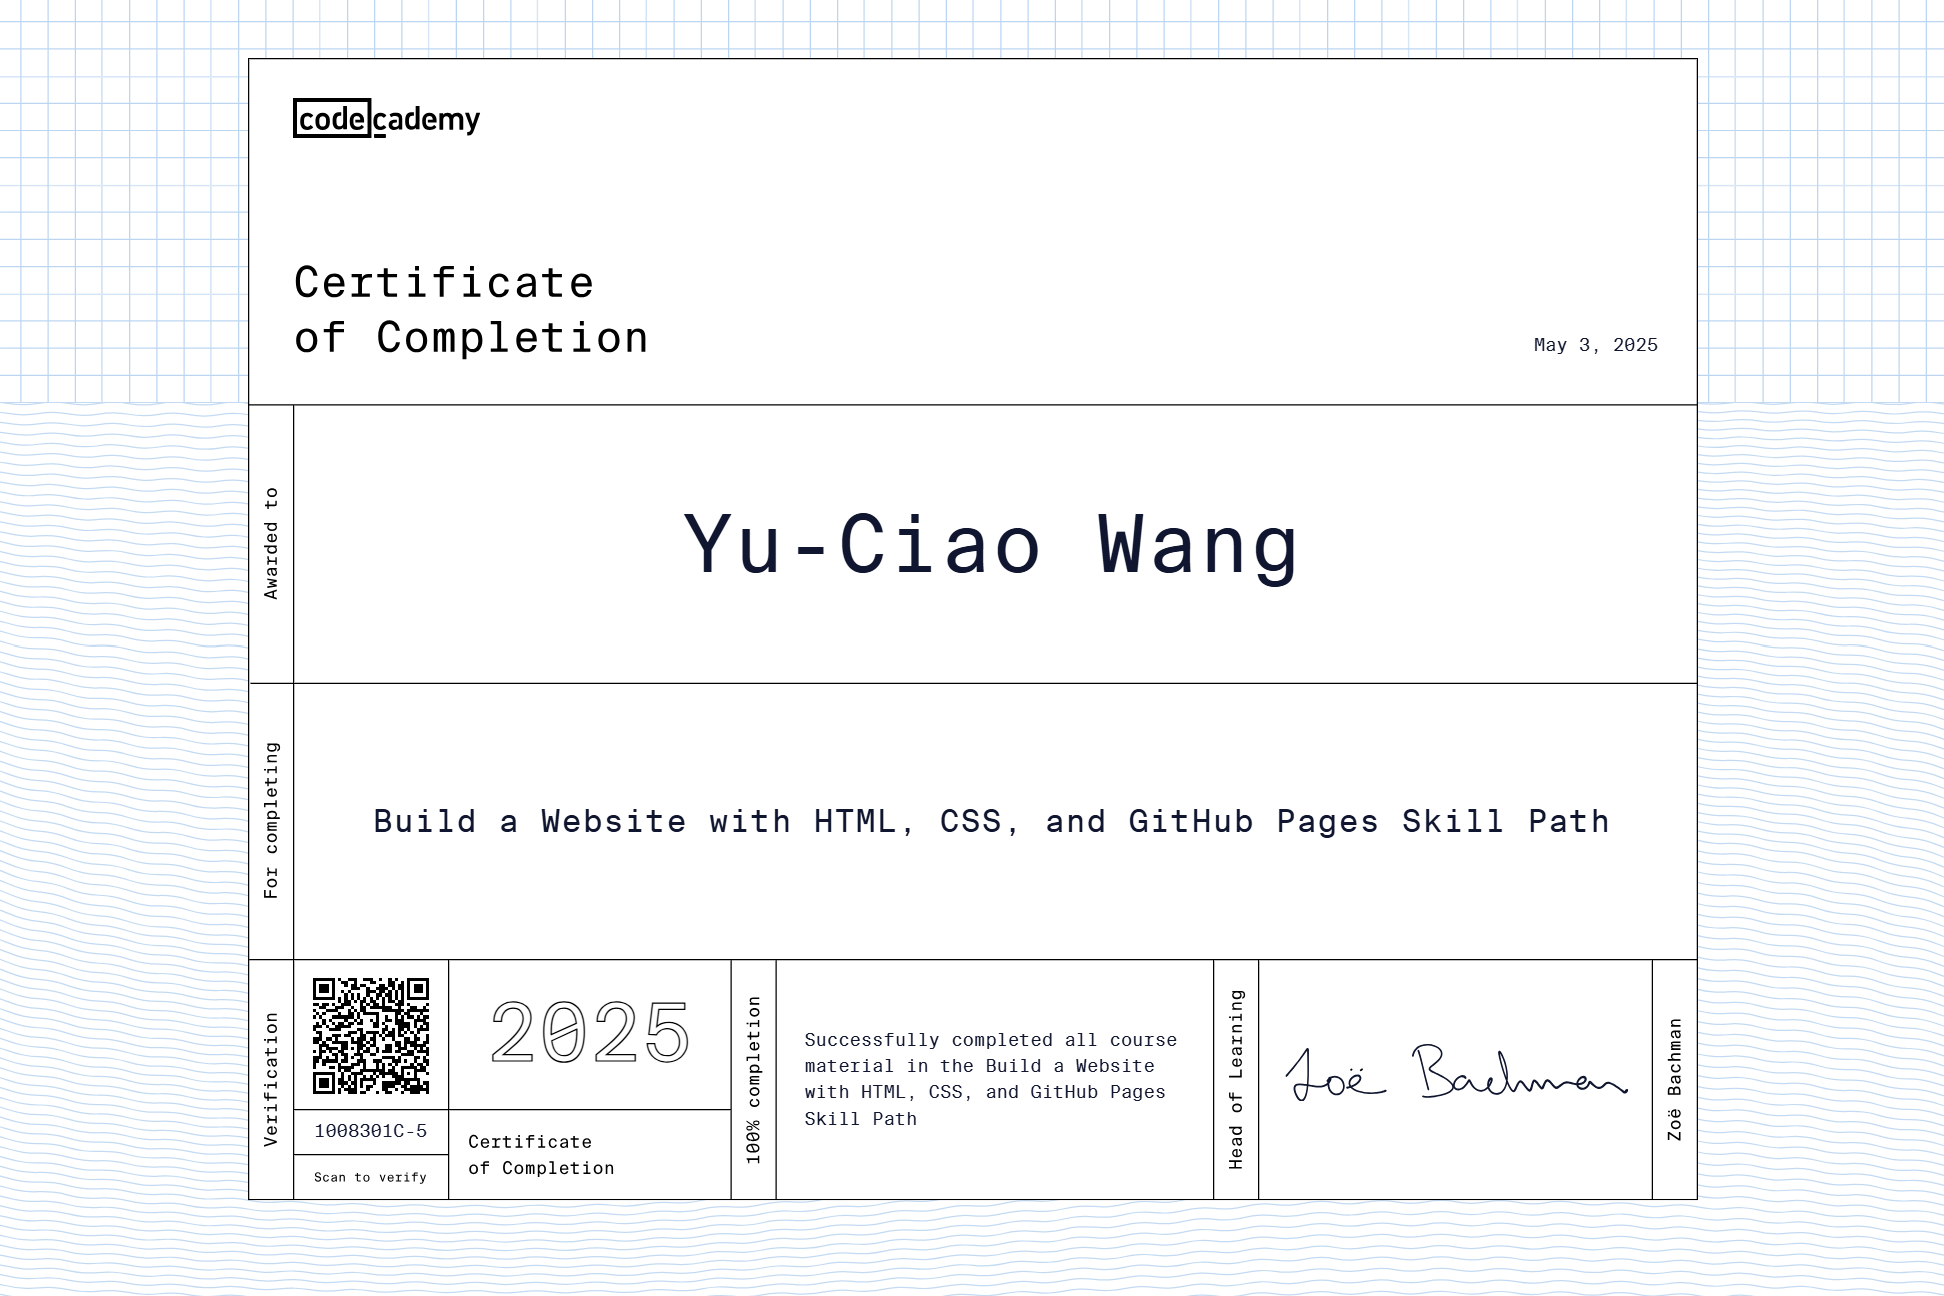 codecademy
Certificate
of Completion
May 3, 2025
Awarded to
Yu-Ciao Wang
For completing
Build a Website with HTML, CSS, and GitHub Pages Skill Path
Verification
1008301C-5
Scan to verify
2025
Certificate
of Completion
100% completion
Successfully completed all course
material in the Build a Website
with HTML, CSS, and GitHub Pages
Skill Path
Head of Learning
Zoë Bachman
Zoë Bachman